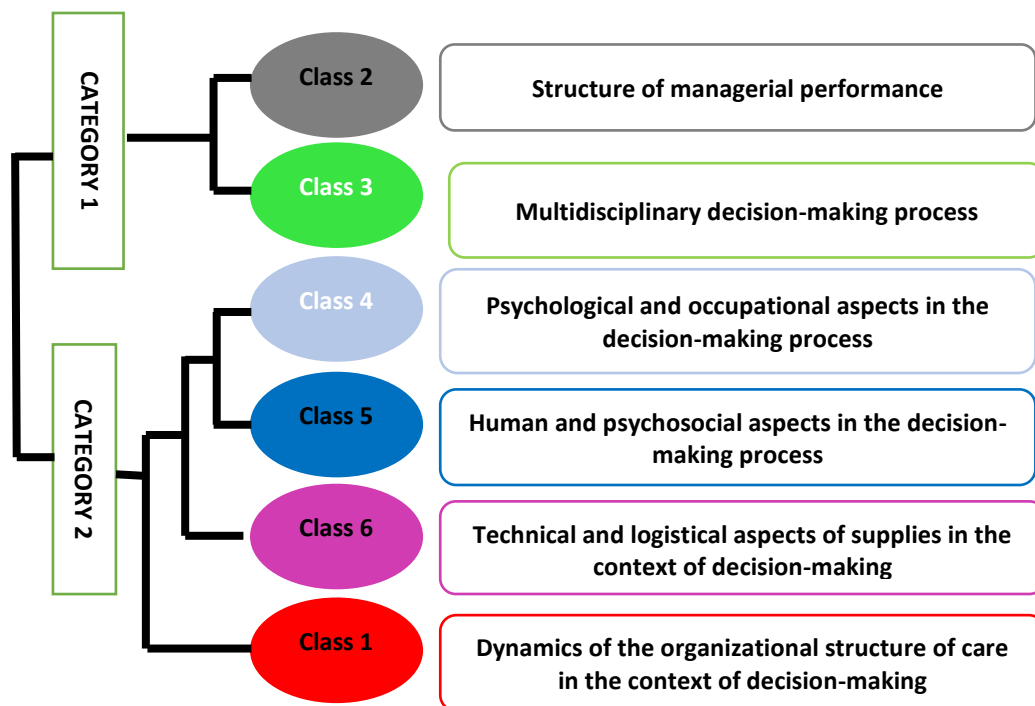 CATEGORY 1
Class 2
Structure of managerial performance
Class 3
Multidisciplinary decision-making process
CATEGORY 2
Class 4
Psychological and occupational aspects in the
decision-making process
Class 5
Human and psychosocial aspects in the decision-
making process
Class 6
Technical and logistical aspects of supplies in the
context of decision-making
Class 1
Dynamics of the organizational structure of care
in the context of decision-making